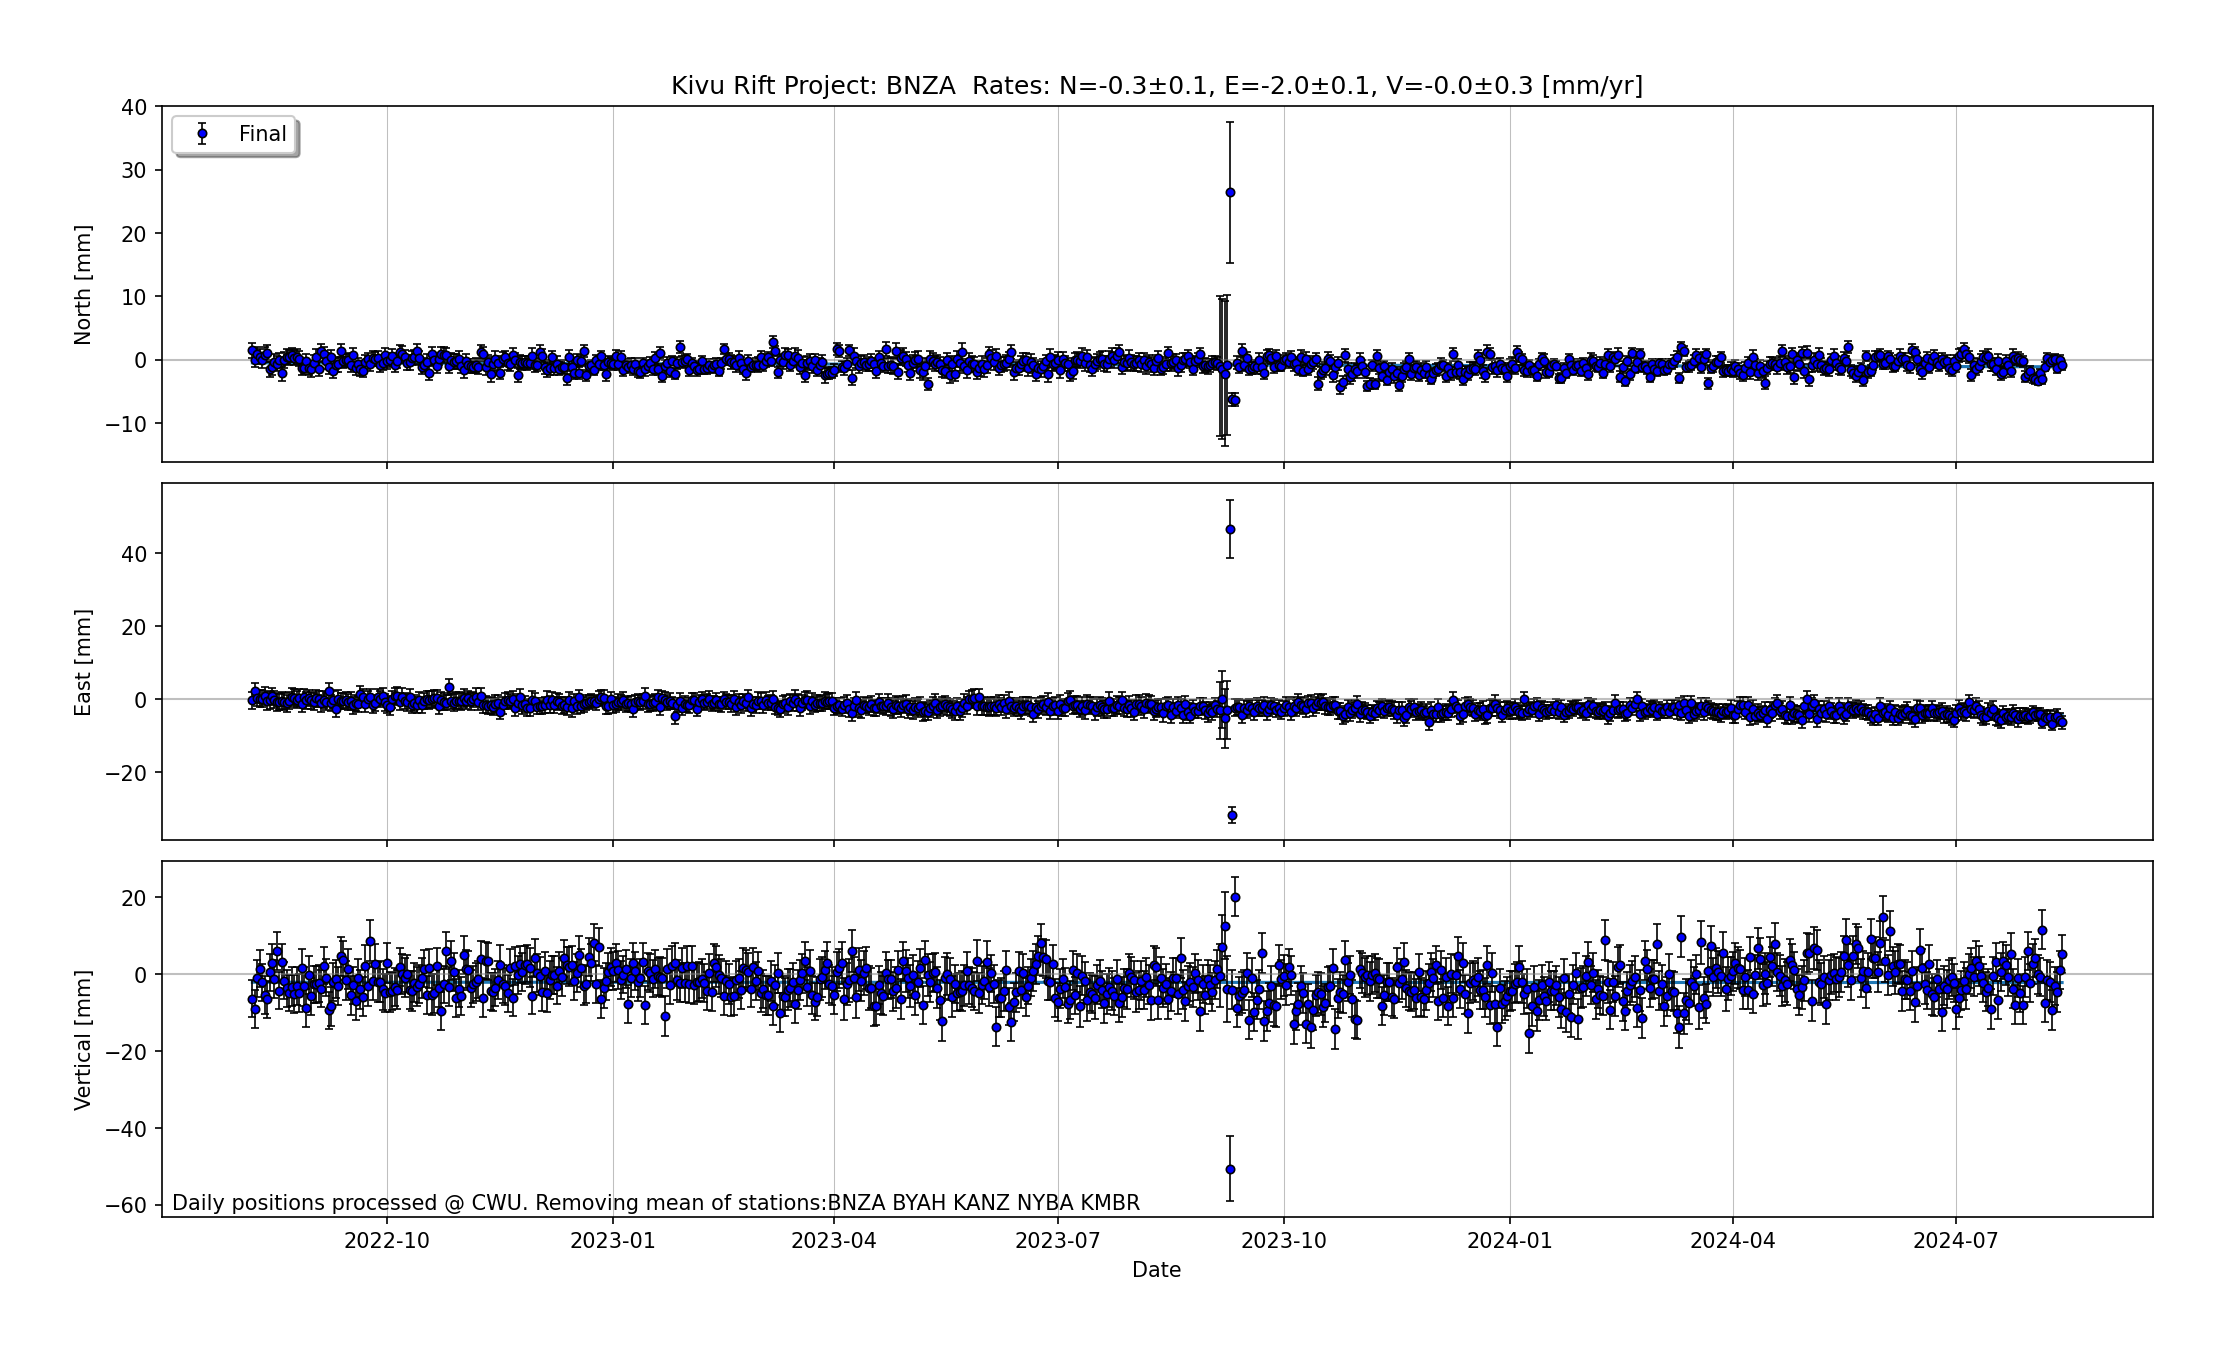 Kivu Rift Project: BNZA  Rates: N=-0.3±0.1, E=-2.0±0.1, V=-0.0±0.3 [mm/yr]
Final
North [mm]
40
30
20
10
0
−10
East [mm]
40
20
0
−20
Vertical [mm]
20
0
−20
−40
−60
Daily positions processed @ CWU. Removing mean of stations:BNZA BYAH KANZ NYBA KMBR
2022-10 2023-01 2023-04 2023-07 2023-10 2024-01 2024-04 2024-07
Date